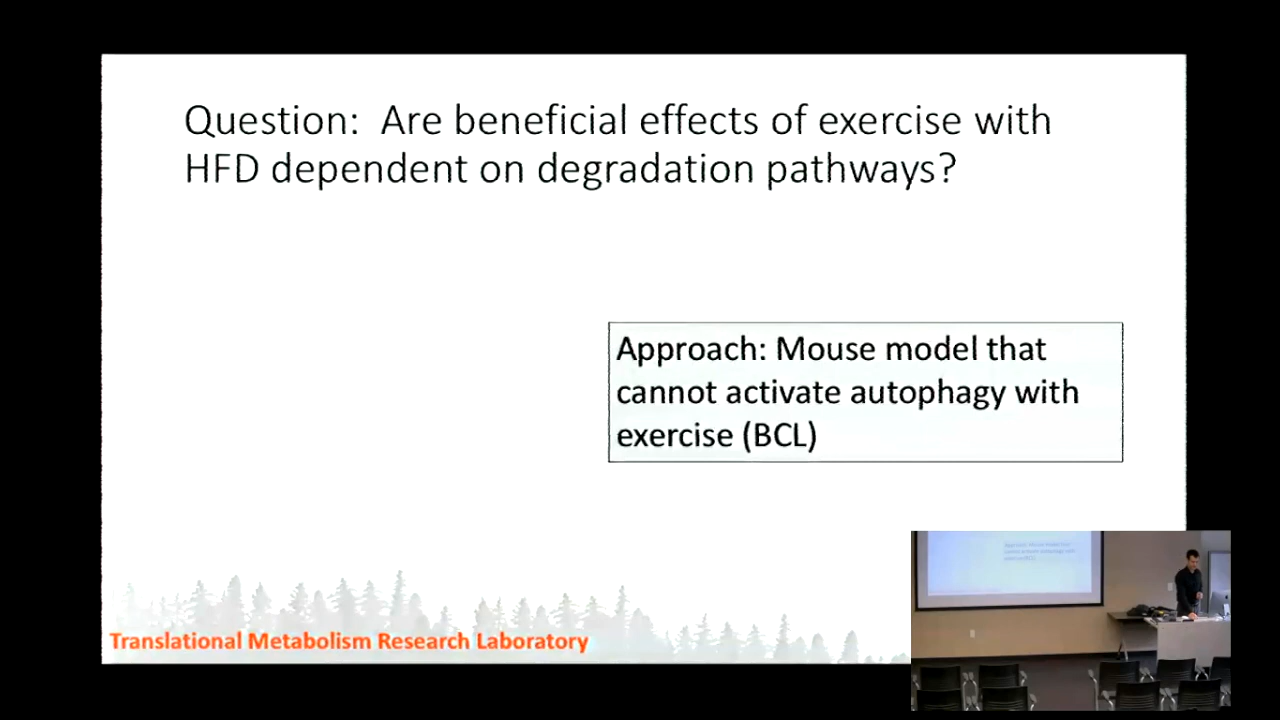 Question:  Are beneficial effects of exercise with
HFD dependent on degradation pathways?
Approach: Mouse model that
cannot activate autophagy with
exercise (BCL)
Translational Metabolism Research Laboratory